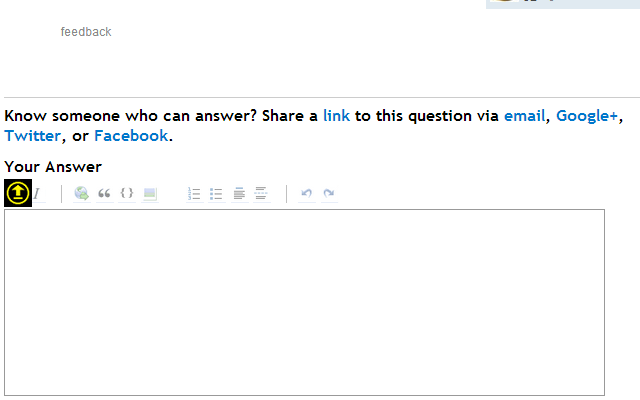 feedback
Know someone who can answer? Share a link to this question via email, Google+,
Twitter, or Facebook.
Your Answer
I